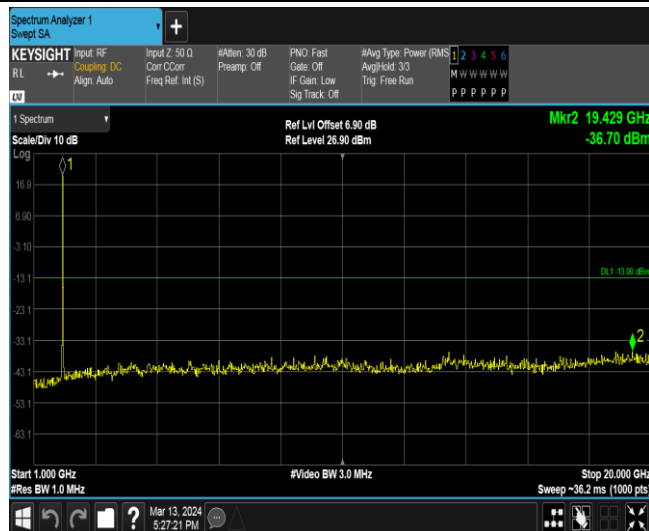 Spectrum Analyzer 1
Swept SA
+
KEYSIGHT
RL
LXI
Input: RF
Coupling: DC
Align: Auto
Input Z: 50 Ω
Corr CCorr
Freq Ref: Int (S)
#Atten: 30 dB
Preamp: Off
PNO: Fast
Gate: Off
IF Gain: Low
Sig Track: Off
#Avg Type: Power (RMS
Avg|Hold: 3/3
Trig: Free Run
1 2 3 4 5 6
M W W W W W
P P P P P P
1 Spectrum
Scale/Div 10 dB
Log
Ref Lvl Offset 6.90 dB
Ref Level 26.90 dBm
Mkr2 19.429 GHz
-36.70 dBm
1
16.9
6.90
-3.10
-13.1
DL1 -13.00 dBm
-23.1
-33.1
2
-43.1
-53.1
-63.1
Start 1.000 GHz
#Res BW 1.0 MHz
#Video BW 3.0 MHz
Stop 20.000 GHz
Sweep ~36.2 ms (1000 pts)
?
Mar 13, 2024
5:27:21 PM